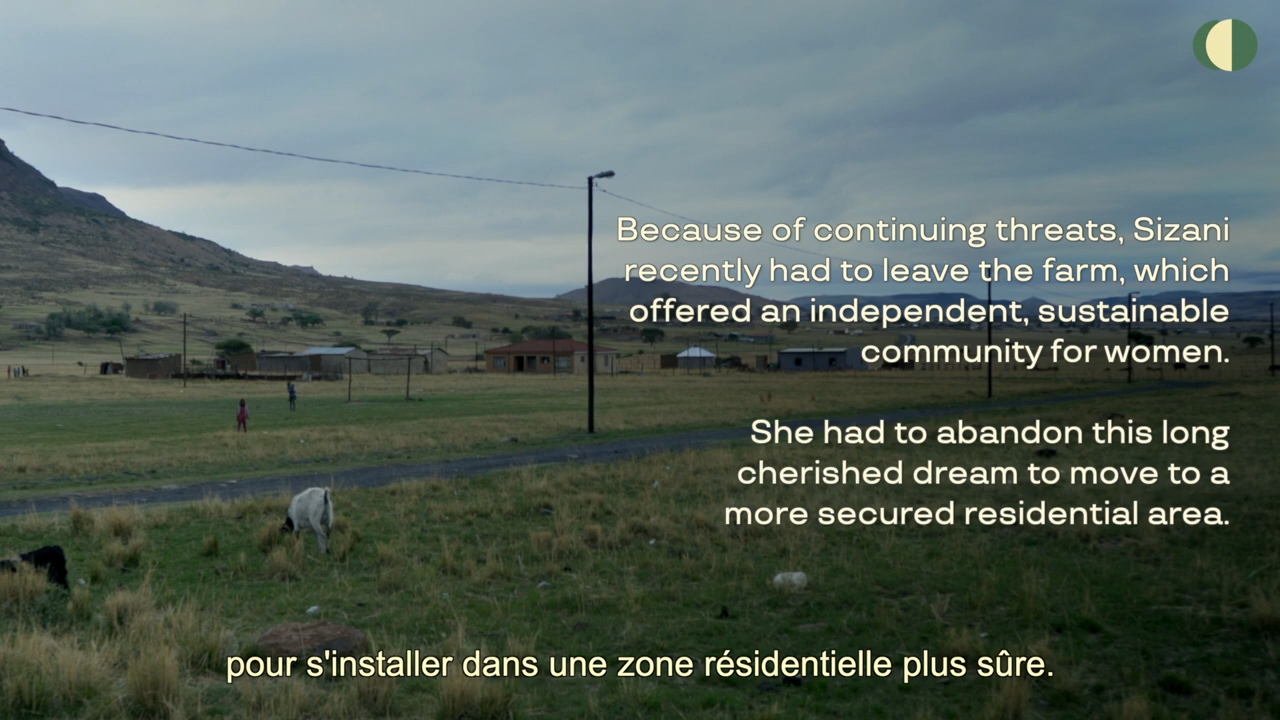 Because of continuing threats, Sizani
recently had to leave the farm, which
offered an independent, sustainable
community for women.
She had to abandon this long
cherished dream to move to a
more secured residential area.
pour s'installer dans une zone résidentielle plus sûre.